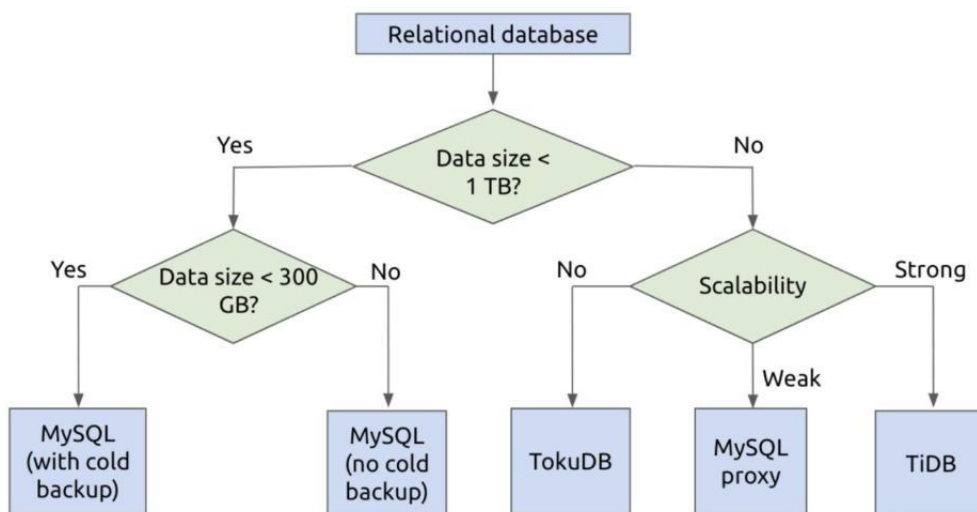 Relational database
Yes
No
Data size <
1 TB?
Yes
Data size < 300
GB?
No
No
Scalability
Strong
Weak
MySQL
(with cold
backup)
MySQL
(no cold
backup)
TokuDB
MySQL
proxy
TiDB